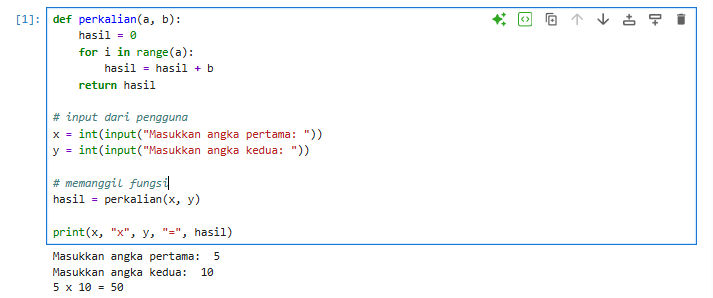 [1]: def perkalian(a, b):
    hasil = 0
    for i in range(a):
        hasil = hasil + b
    return hasil

# input dari pengguna
x = int(input("Masukkan angka pertama: "))
y = int(input("Masukkan angka kedua: "))

# memanggil fungsi
hasil = perkalian(x, y)

print(x, "x", y, "=", hasil)
Masukkan angka pertama:  5
Masukkan angka kedua:  10
5 x 10 = 50